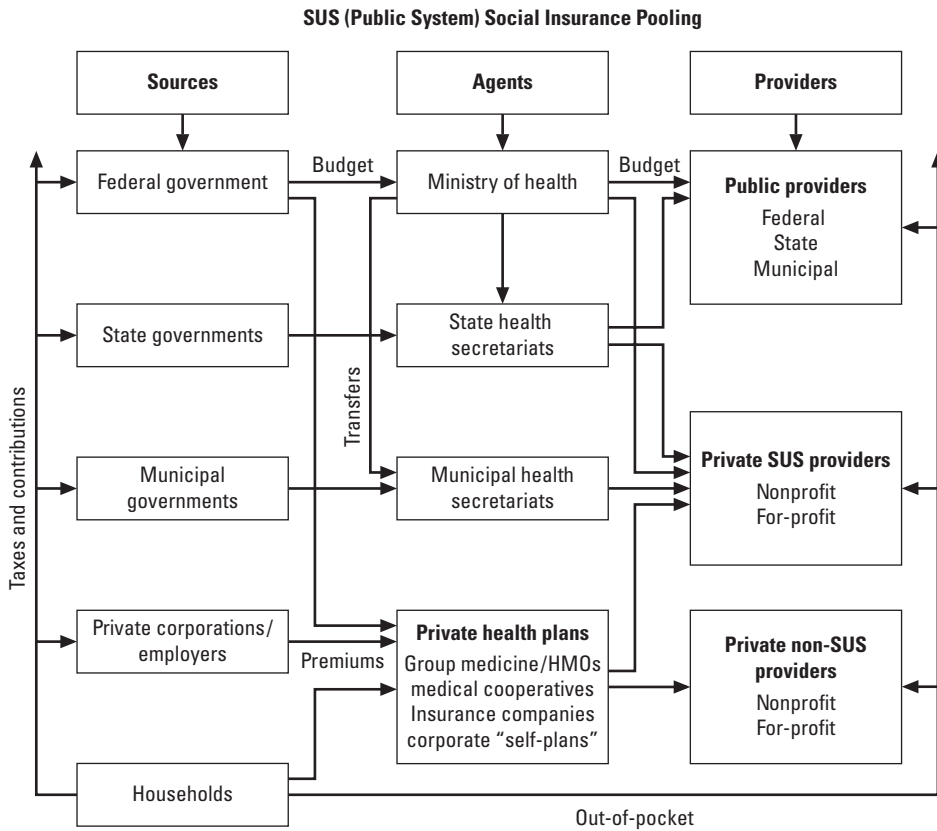 SUS (Public System) Social Insurance Pooling
Sources
Agents
Providers
Federal government
Budget
Ministry of health
Budget
Public providers
Federal
State
Municipal
State governments
State health
secretariats
Transfers
Taxes and contributions
Municipal
governments
Municipal health
secretariats
Private SUS providers
Nonprofit
For-profit
Private corporations/
employers
Premiums
Private health plans
Group medicine/HMOs
medical cooperatives
Insurance companies
corporate “self-plans”
Private non-SUS
providers
Nonprofit
For-profit
Households
Out-of-pocket